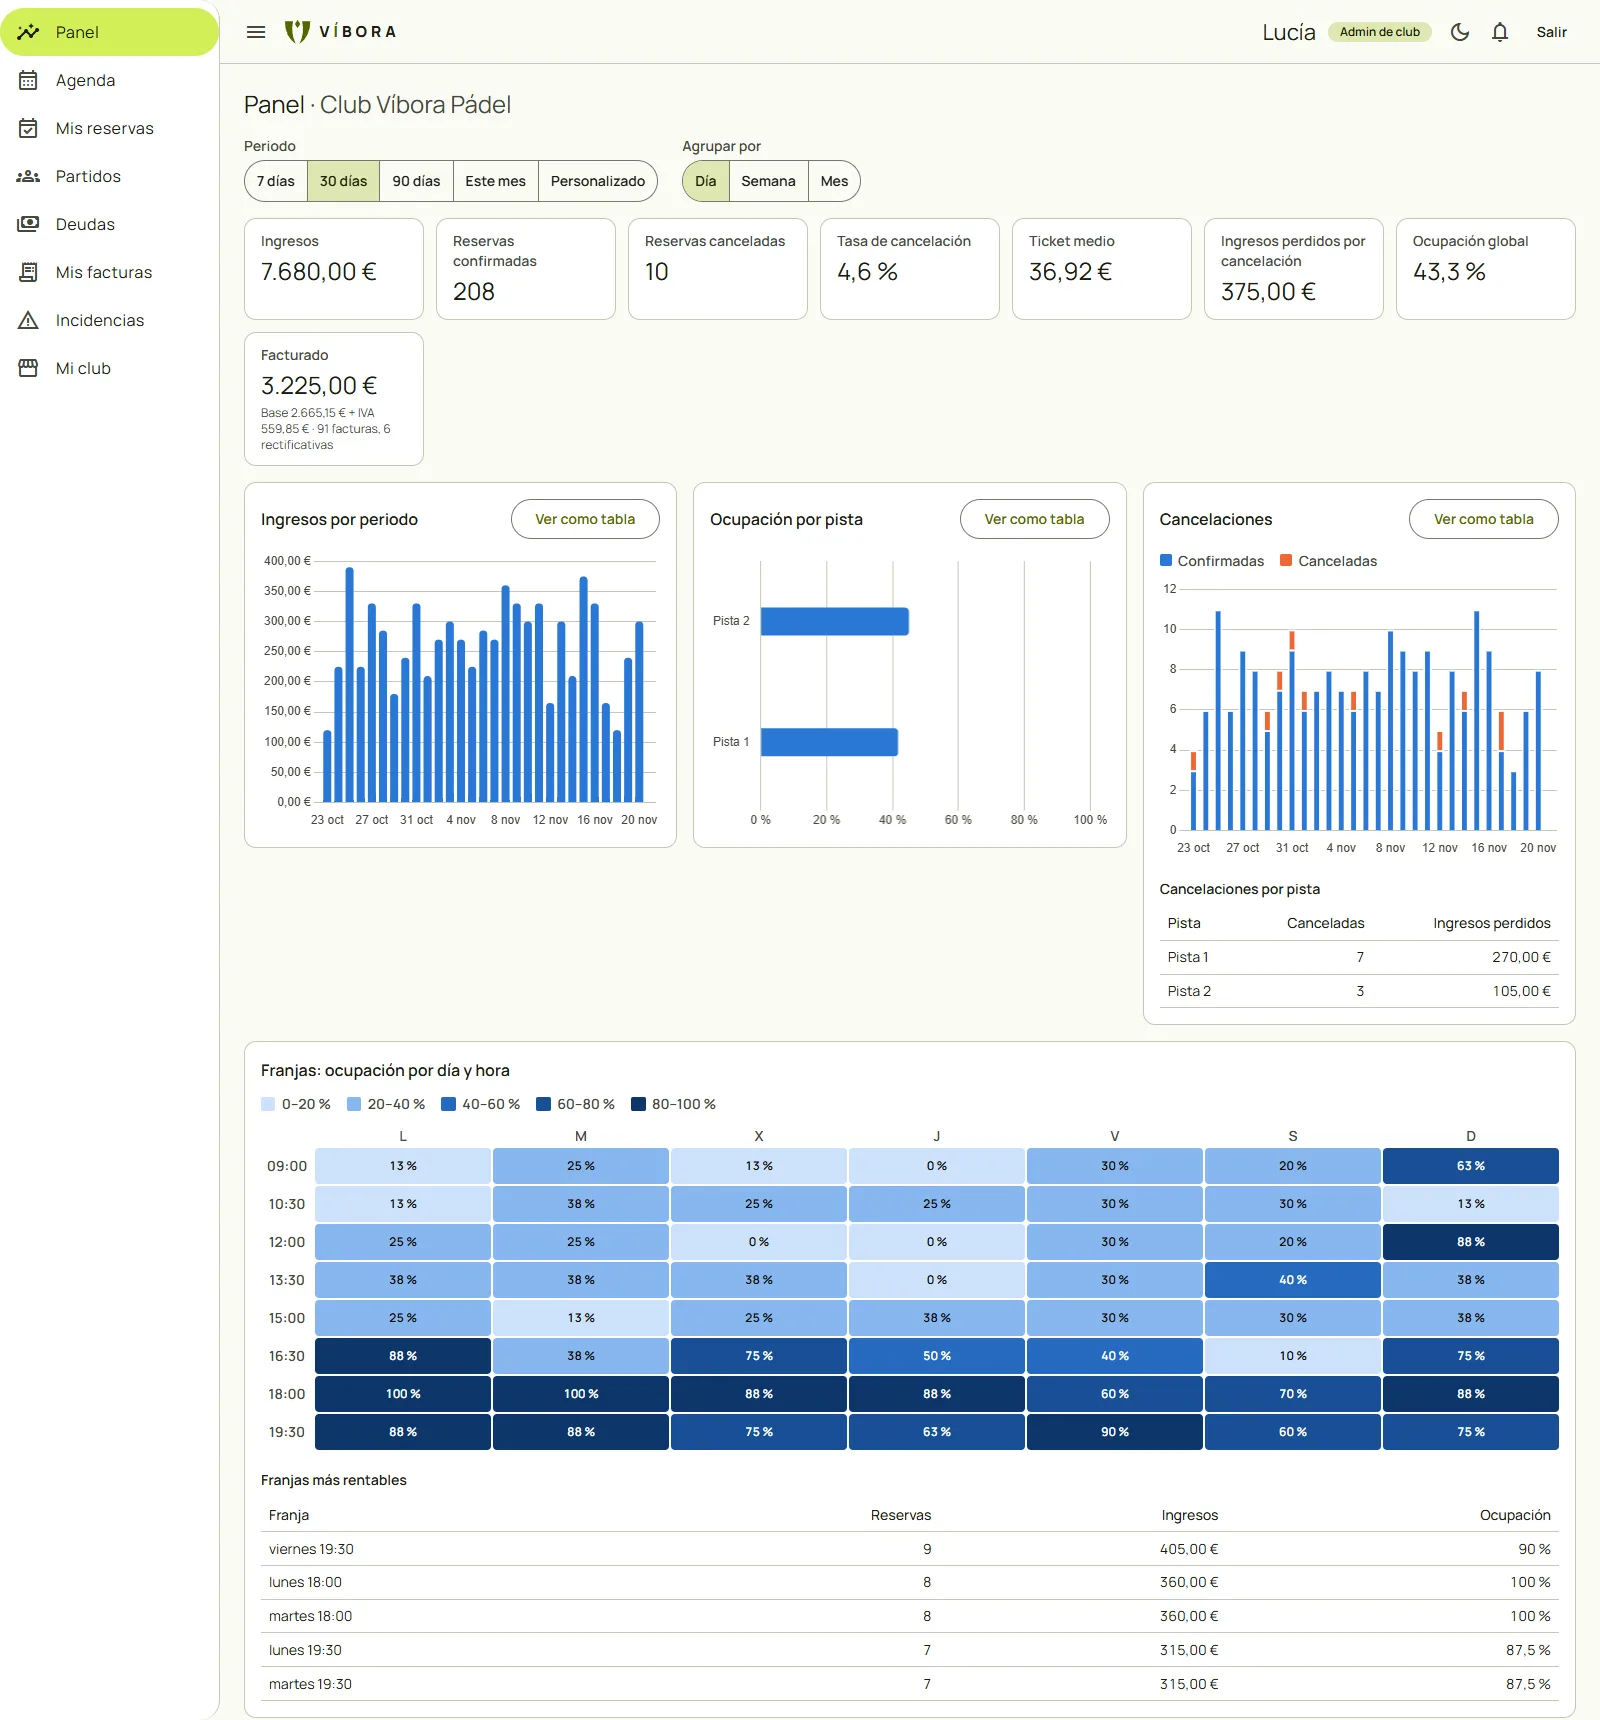 Panel
Agenda
Mis reservas
Partidos
Deudas
Mis facturas
Incidencias
Mi club
VÍBORA
Lucía
Admin de club
Salir
Panel · Club Víbora Pádel
Periodo
7 días 30 días 90 días Este mes Personalizado
Agrupar por
Día Semana Mes
Ingresos
7.680,00 €
Reservas
confirmadas
208
Reservas canceladas
10
Tasa de cancelación
4,6 %
Ticket medio
36,92 €
Ingresos perdidos por
cancelación
375,00 €
Ocupación global
43,3 %
Facturado
3.225,00 €
Base 2.665,15 € + IVA
559,85 € · 91 facturas, 6
rectificativas
Ingresos por periodo
Ver como tabla
400,00 €
350,00 €
300,00 €
250,00 €
200,00 €
150,00 €
100,00 €
50,00 €
0,00 €
23 oct 27 oct 31 oct 4 nov 8 nov 12 nov 16 nov 20 nov
Ocupación por pista
Ver como tabla
Pista 2
Pista 1
0 % 20 % 40 % 60 % 80 % 100 %
Cancelaciones
Ver como tabla
Confirmadas Canceladas
12
10
8
6
4
2
0
23 oct 27 oct 31 oct 4 nov 8 nov 12 nov 16 nov 20 nov
Cancelaciones por pista
Pista Canceladas Ingresos perdidos
Pista 1 7 270,00 €
Pista 2 3 105,00 €
Franjas: ocupación por día y hora
0–20 % 20–40 % 40–60 % 60–80 % 80–100 %
L M X J V S D
09:00 13 % 25 % 13 % 0 % 30 % 20 % 63 %
10:30 13 % 38 % 25 % 25 % 30 % 30 % 13 %
12:00 25 % 25 % 0 % 0 % 30 % 20 % 88 %
13:30 38 % 38 % 38 % 0 % 30 % 40 % 38 %
15:00 25 % 13 % 25 % 38 % 30 % 30 % 38 %
16:30 88 % 38 % 75 % 50 % 40 % 10 % 75 %
18:00 100 % 100 % 88 % 88 % 60 % 70 % 88 %
19:30 88 % 88 % 75 % 63 % 90 % 60 % 75 %
Franjas más rentables
Franja Reservas Ingresos Ocupación
viernes 19:30 9 405,00 € 90 %
lunes 18:00 8 360,00 € 100 %
martes 18:00 8 360,00 € 100 %
lunes 19:30 7 315,00 € 87,5 %
martes 19:30 7 315,00 € 87,5 %